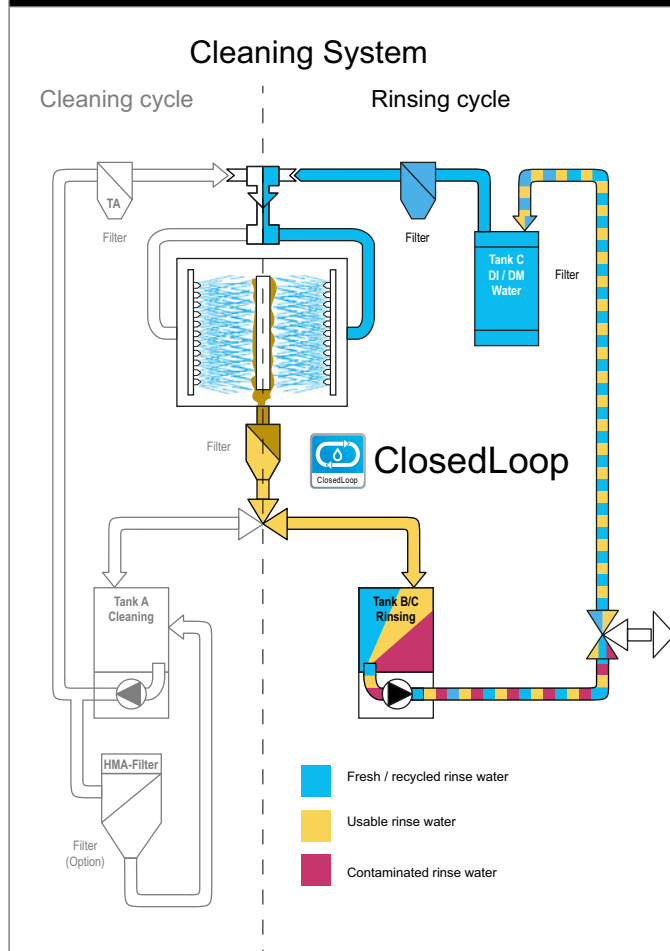 Cleaning System
Cleaning cycle
Rinsing cycle
TA
Filter
Filter
Tank C
DI / DM
Water
Filter
Filter
ClosedLoop
ClosedLoop
Tank A
Cleaning
Tank B/C
Rinsing
HMA-Filter
Filter
(Option)
Fresh / recycled rinse water
Usable rinse water
Contaminated rinse water